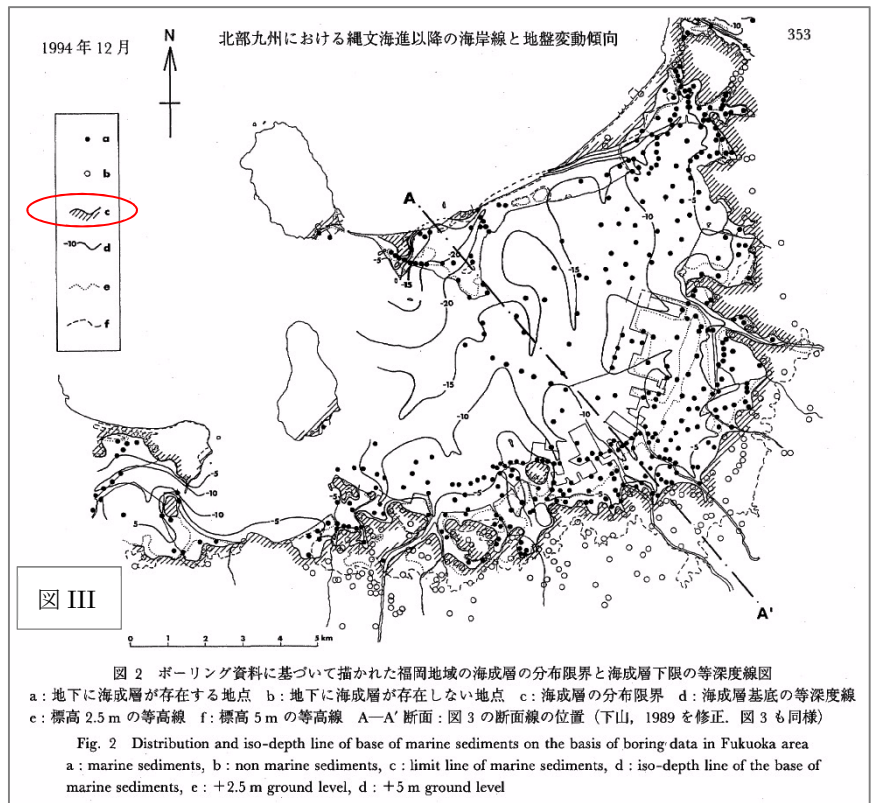 1994年12月
北部九州における縄文海進以降の海岸線と地盤変動傾向
353
N
a
b
c
-10 d
e
f
A
-10
-5
-15
-20
-5
-15
-20
-15
-10
-10
-5
-5
-10
-10
5
-5
-5
-5
-5
A'
図 III
0 1 2 3 4 5 km
図 2 ボーリング資料に基づいて描かれた福岡地域の海成層の分布限界と海成層下限の等深度線図
a:地下に海成層が存在する地点 b:地下に海成層が存在しない地点 c:海成層の分布限界 d:海成層基底の等深度線
e:標高 2.5 m の等高線 f:標高 5 m の等高線 A—A′ 断面:図 3 の断面線の位置(下山,1989 を修正.図 3 も同様)
Fig. 2 Distribution and iso-depth line of base of marine sediments on the basis of boring data in Fukuoka area
a : marine sediments, b : non marine sediments, c : limit line of marine sediments, d : iso-depth line of the base of
marine sediments, e : +2.5 m ground level, d : +5 m ground level